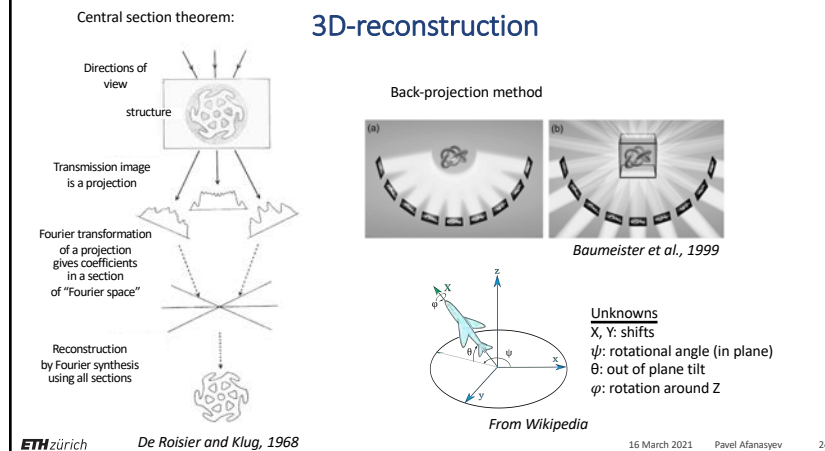 Central section theorem:
3D-reconstruction
Directions of
view
structure
Transmission image
is a projection
Fourier transformation
of a projection
gives coefficients
in a section
of "Fourier space"
Reconstruction
by Fourier synthesis
using all sections
De Roisier and Klug, 1968
Back-projection method
(a)
(b)
Baumeister et al., 1999
z
X
φ
θ
ψ
x
y
From Wikipedia
Unknowns
X, Y: shifts
𝜓: rotational angle (in plane)
θ: out of plane tilt
𝜑: rotation around Z
ETH zürich
16 March 2021 Pavel Afanasyev